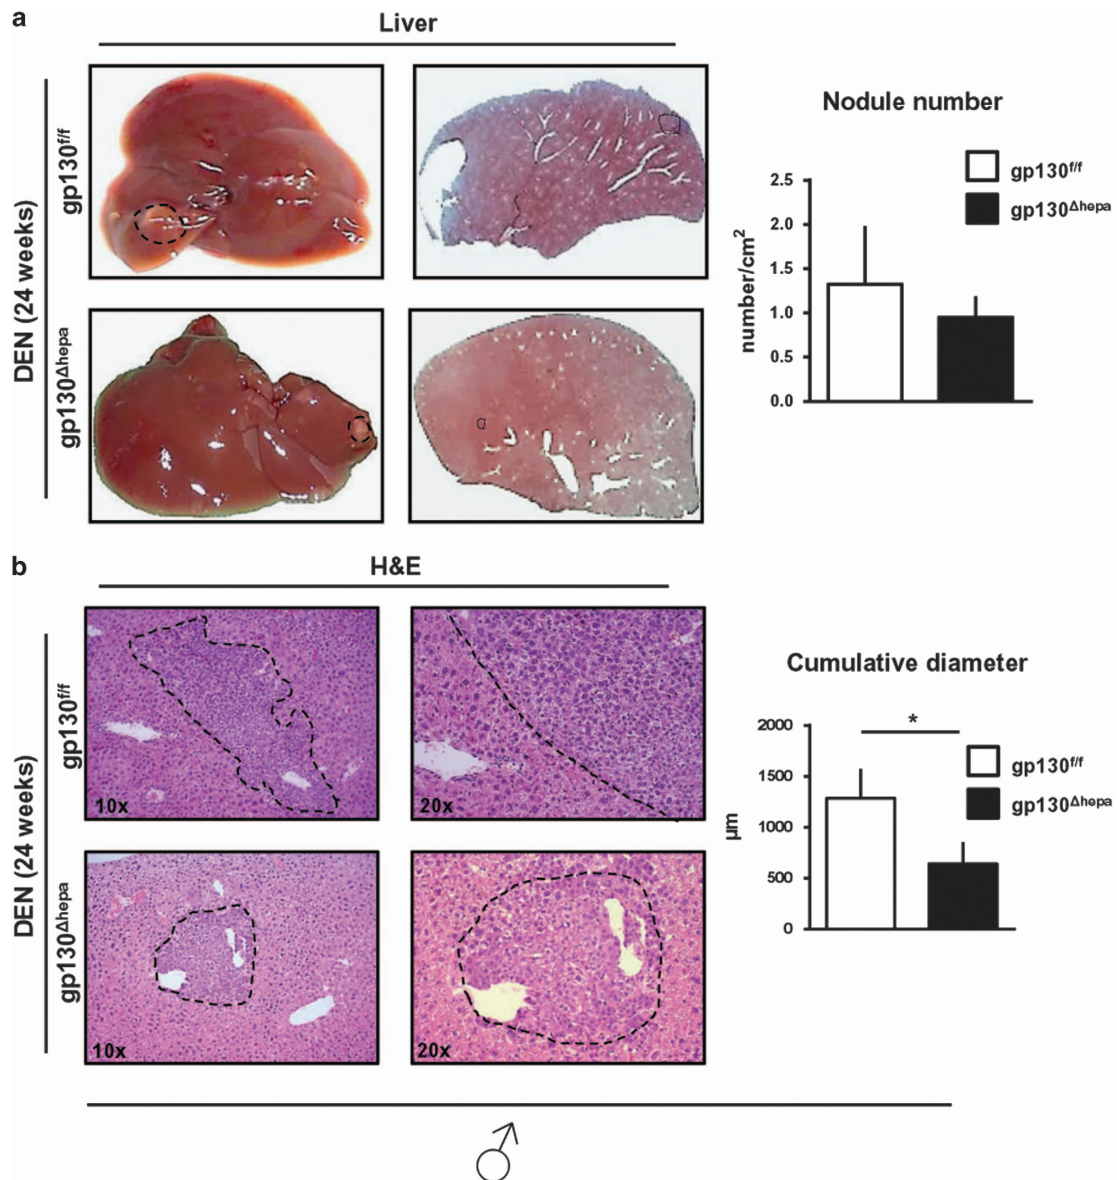 a
Liver
DEN (24 weeks)
gp130f/f
gp130Δhepa
Nodule number
gp130f/f
gp130Δhepa
number/cm2
2.5
2.0
1.5
1.0
0.5
0.0
b
H&E
DEN (24 weeks)
gp130f/f
10x
20x
gp130Δhepa
10x
20x
Cumulative diameter
*
gp130f/f
gp130Δhepa
µm
2000
1500
1000
500
0
♂